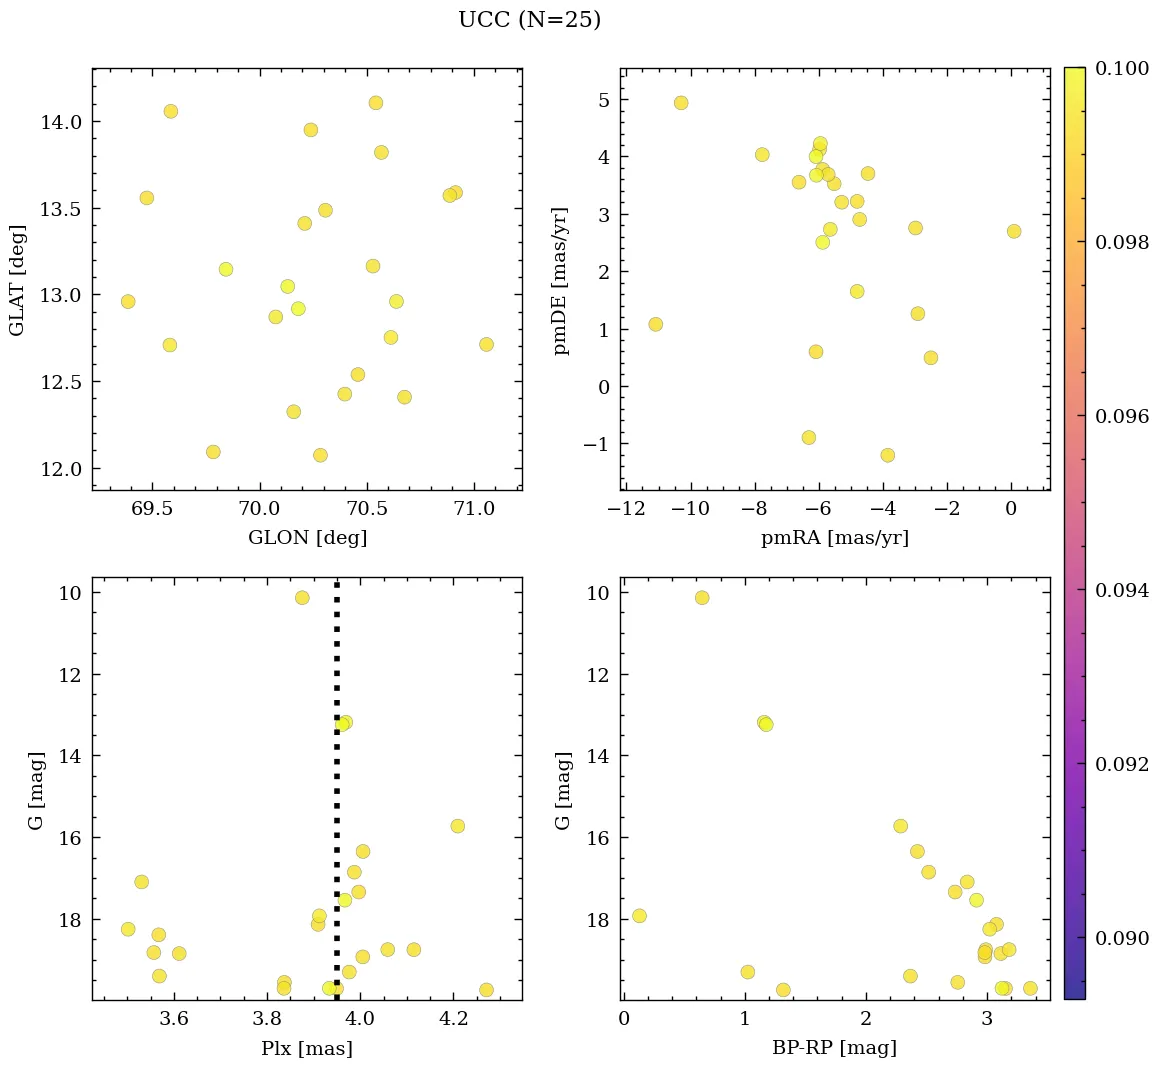 UCC (N=25)
14.0
13.5
13.0
12.5
12.0
GLAT [deg]
69.5 70.0 70.5 71.0
GLON [deg]
5
4
3
2
1
0
−1
pmDE [mas/yr]
−12 −10 −8 −6 −4 −2 0
pmRA [mas/yr]
10
12
14
16
18
G [mag]
3.6 3.8 4.0 4.2
Plx [mas]
10
12
14
16
18
G [mag]
0 1 2 3
BP-RP [mag]
0.100
0.098
0.096
0.094
0.092
0.090